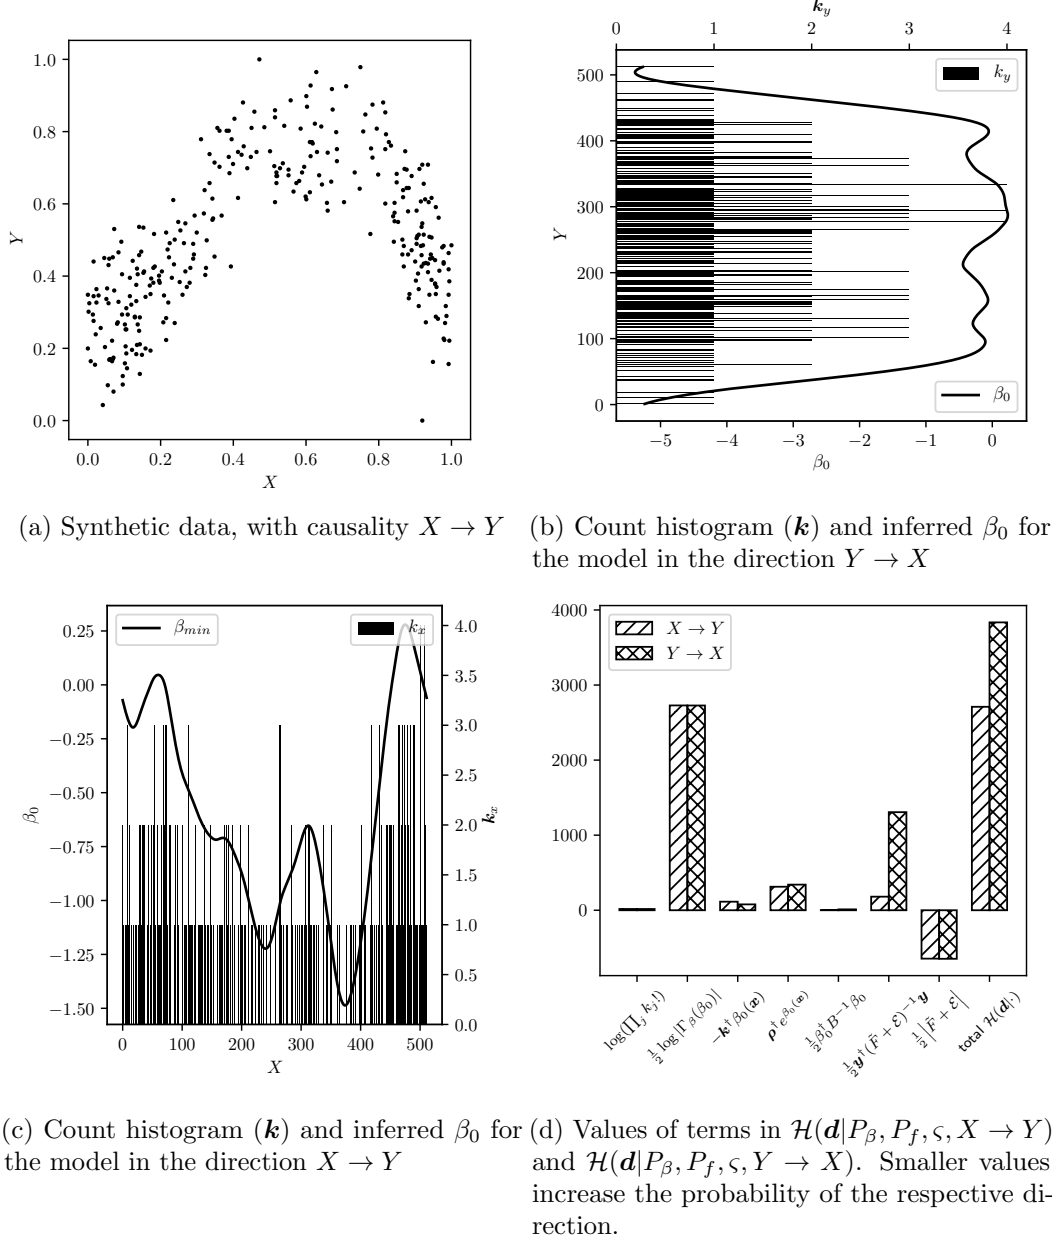 1.0
0.8
0.6
0.4
0.2
0.0
Y
0.0 0.2 0.4 0.6 0.8 1.0
X
(a) Synthetic data, with causality X → Y
k_y
0 1 2 3 4
500
400
300
200
100
0
Y
k_y
β_0
−5 −4 −3 −2 −1 0
β_0
(b) Count histogram (k) and inferred β_0 for
the model in the direction Y → X
0.25
0.00
−0.25
−0.50
−0.75
−1.00
−1.25
−1.50
β_0
β_min
k_x
4.0
3.5
3.0
2.5
2.0
1.5
1.0
0.5
0.0
k_x
0 100 200 300 400 500
X
(c) Count histogram (k) and inferred β_0 for
the model in the direction X → Y
4000
3000
2000
1000
0
X → Y
Y → X
log(∏_j k_j!)
½ log |Γ_β(β_0)|
−k^†β_0(x)
ρ^†e^{β_0(x)}
½β_0^†B^{−1}β_0
½y^†(F̃ + ℰ)^{−1}y
½|F̃ + ℰ|
total ℋ(d|·)
(d) Values of terms in ℋ(d|P_β, P_f, ς, X → Y)
and ℋ(d|P_β, P_f, ς, Y → X). Smaller values
increase the probability of the respective di-
rection.